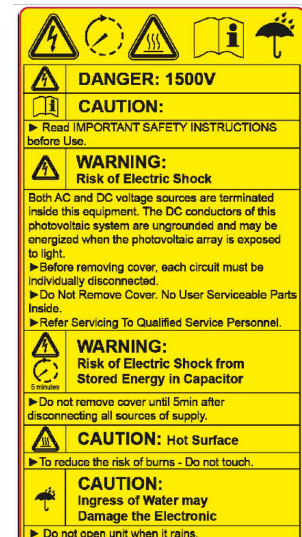 DANGER: 1500V
CAUTION:
► Read IMPORTANT SAFETY INSTRUCTIONS
before Use.
WARNING:
Risk of Electric Shock
Both AC and DC voltage sources are terminated
inside this equipment. The DC conductors of this
photovoltaic system are ungrounded and may be
energized when the photovoltaic array is exposed
to light.
►Before removing cover, each circuit must be
individually disconnected.
►Do Not Remove Cover. No User Serviceable Parts
Inside.
►Refer Servicing To Qualified Service Personnel.
WARNING:
Risk of Electric Shock from
Stored Energy in Capacitor
5 minutes
►Do not remove cover until 5min after
disconnecting all sources of supply.
CAUTION: Hot Surface
►To reduce the risk of burns - Do not touch.
CAUTION:
Ingress of Water may
Damage the Electronic
► Do not open unit when it rains.